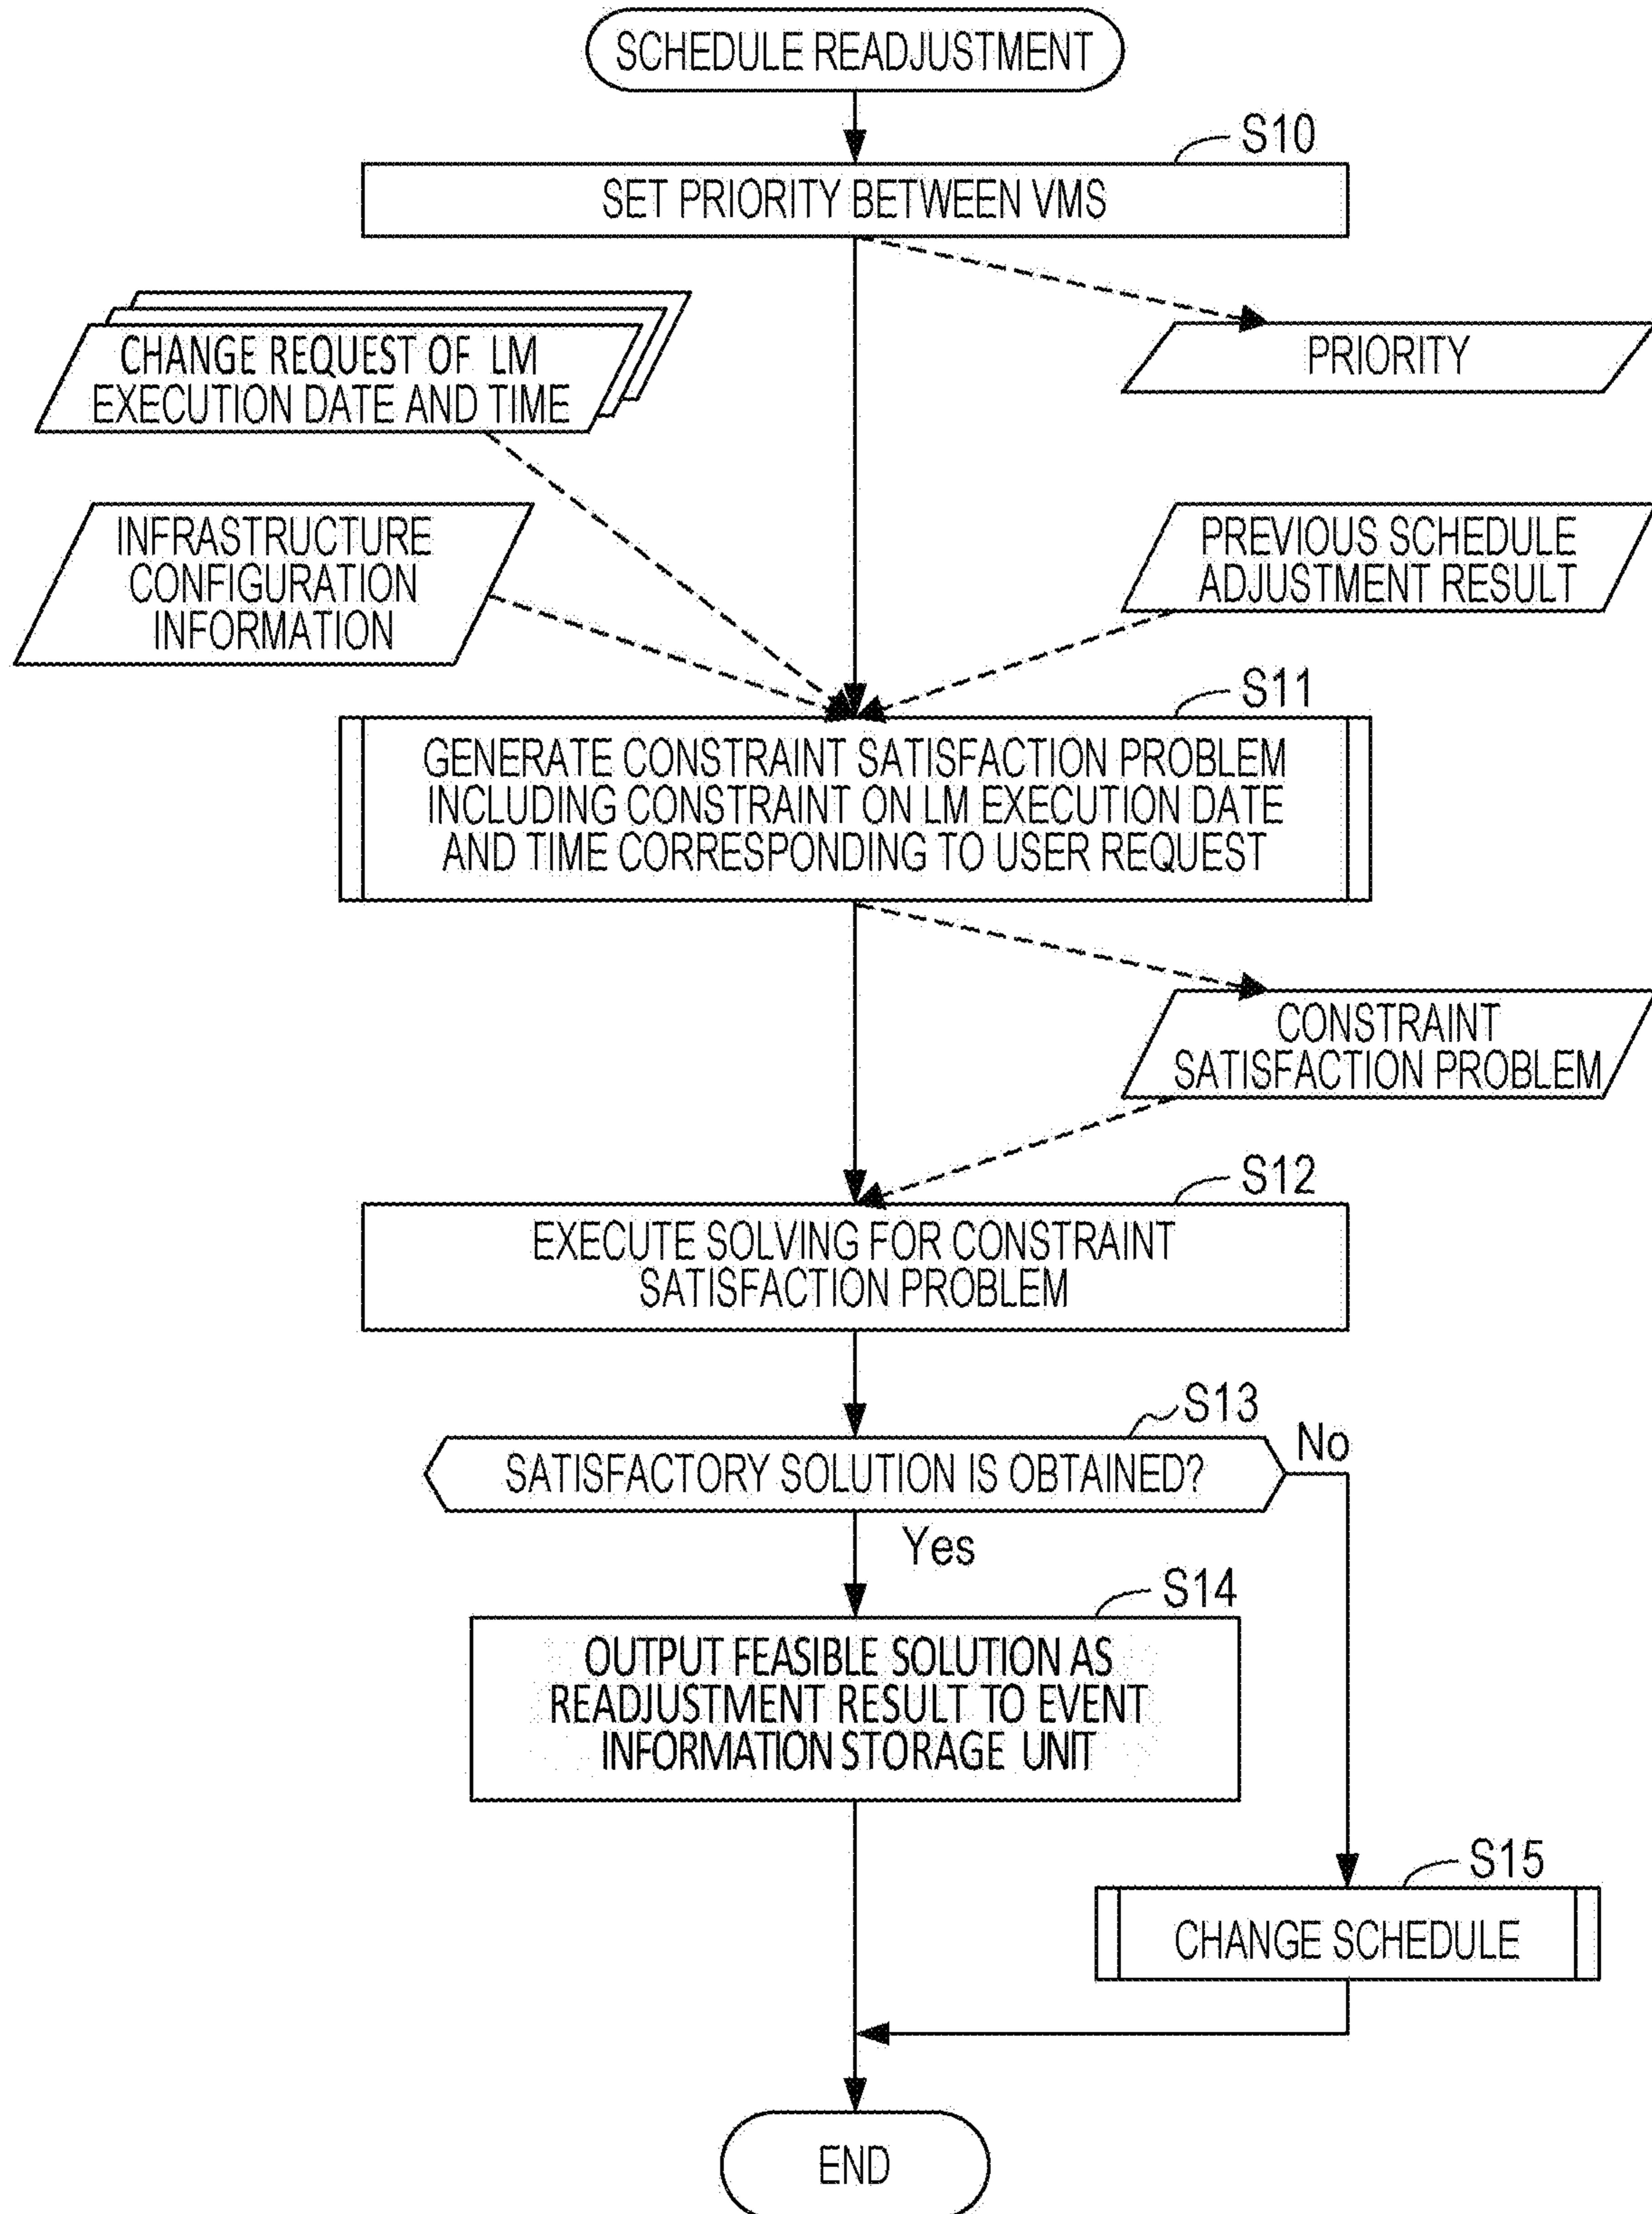 SCHEDULE READJUSTMENT
S10
SET PRIORITY BETWEEN VMS
CHANGE REQUEST OF LM
EXECUTION DATE AND TIME
PRIORITY
INFRASTRUCTURE
CONFIGURATION
INFORMATION
PREVIOUS SCHEDULE
ADJUSTMENT RESULT
S11
GENERATE CONSTRAINT SATISFACTION PROBLEM
INCLUDING CONSTRAINT ON LM EXECUTION DATE
AND TIME CORRESPONDING TO USER REQUEST
CONSTRAINT
SATISFACTION PROBLEM
S12
EXECUTE SOLVING FOR CONSTRAINT
SATISFACTION PROBLEM
S13
SATISFACTORY SOLUTION IS OBTAINED?
No
Yes
S14
OUTPUT FEASIBLE SOLUTION AS
READJUSTMENT RESULT TO EVENT
INFORMATION STORAGE UNIT
S15
CHANGE SCHEDULE
END